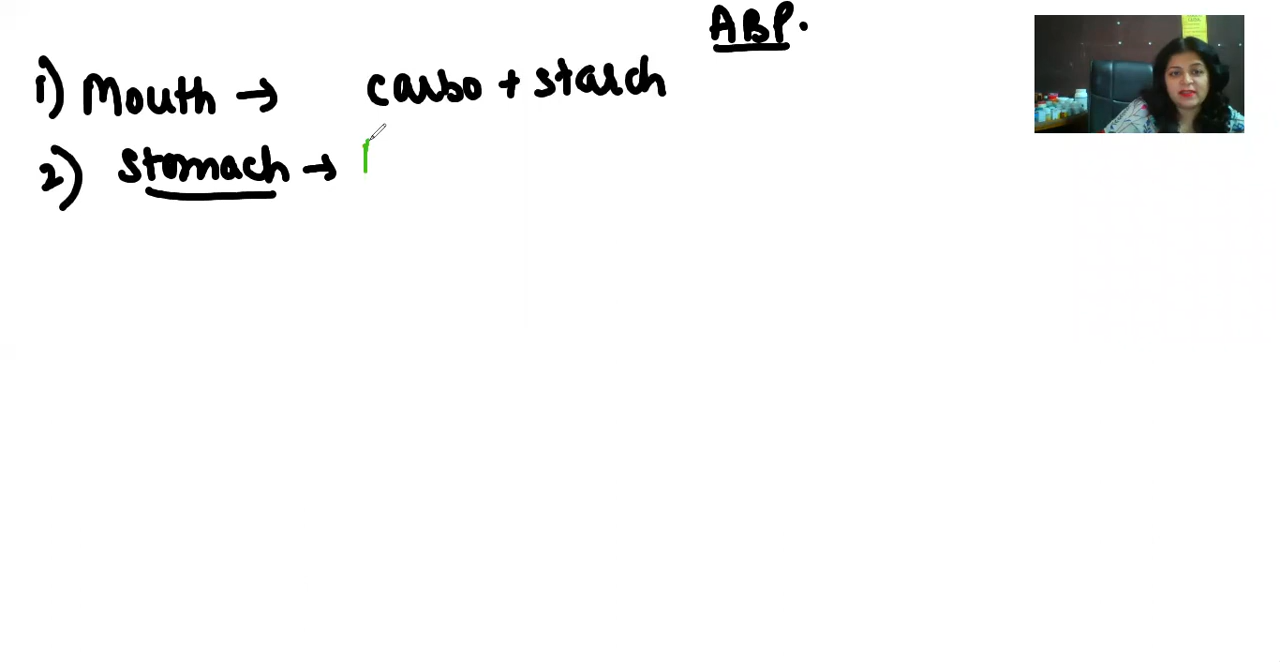 ABP.
1) Mouth → carbo + starch
2) Stomach →